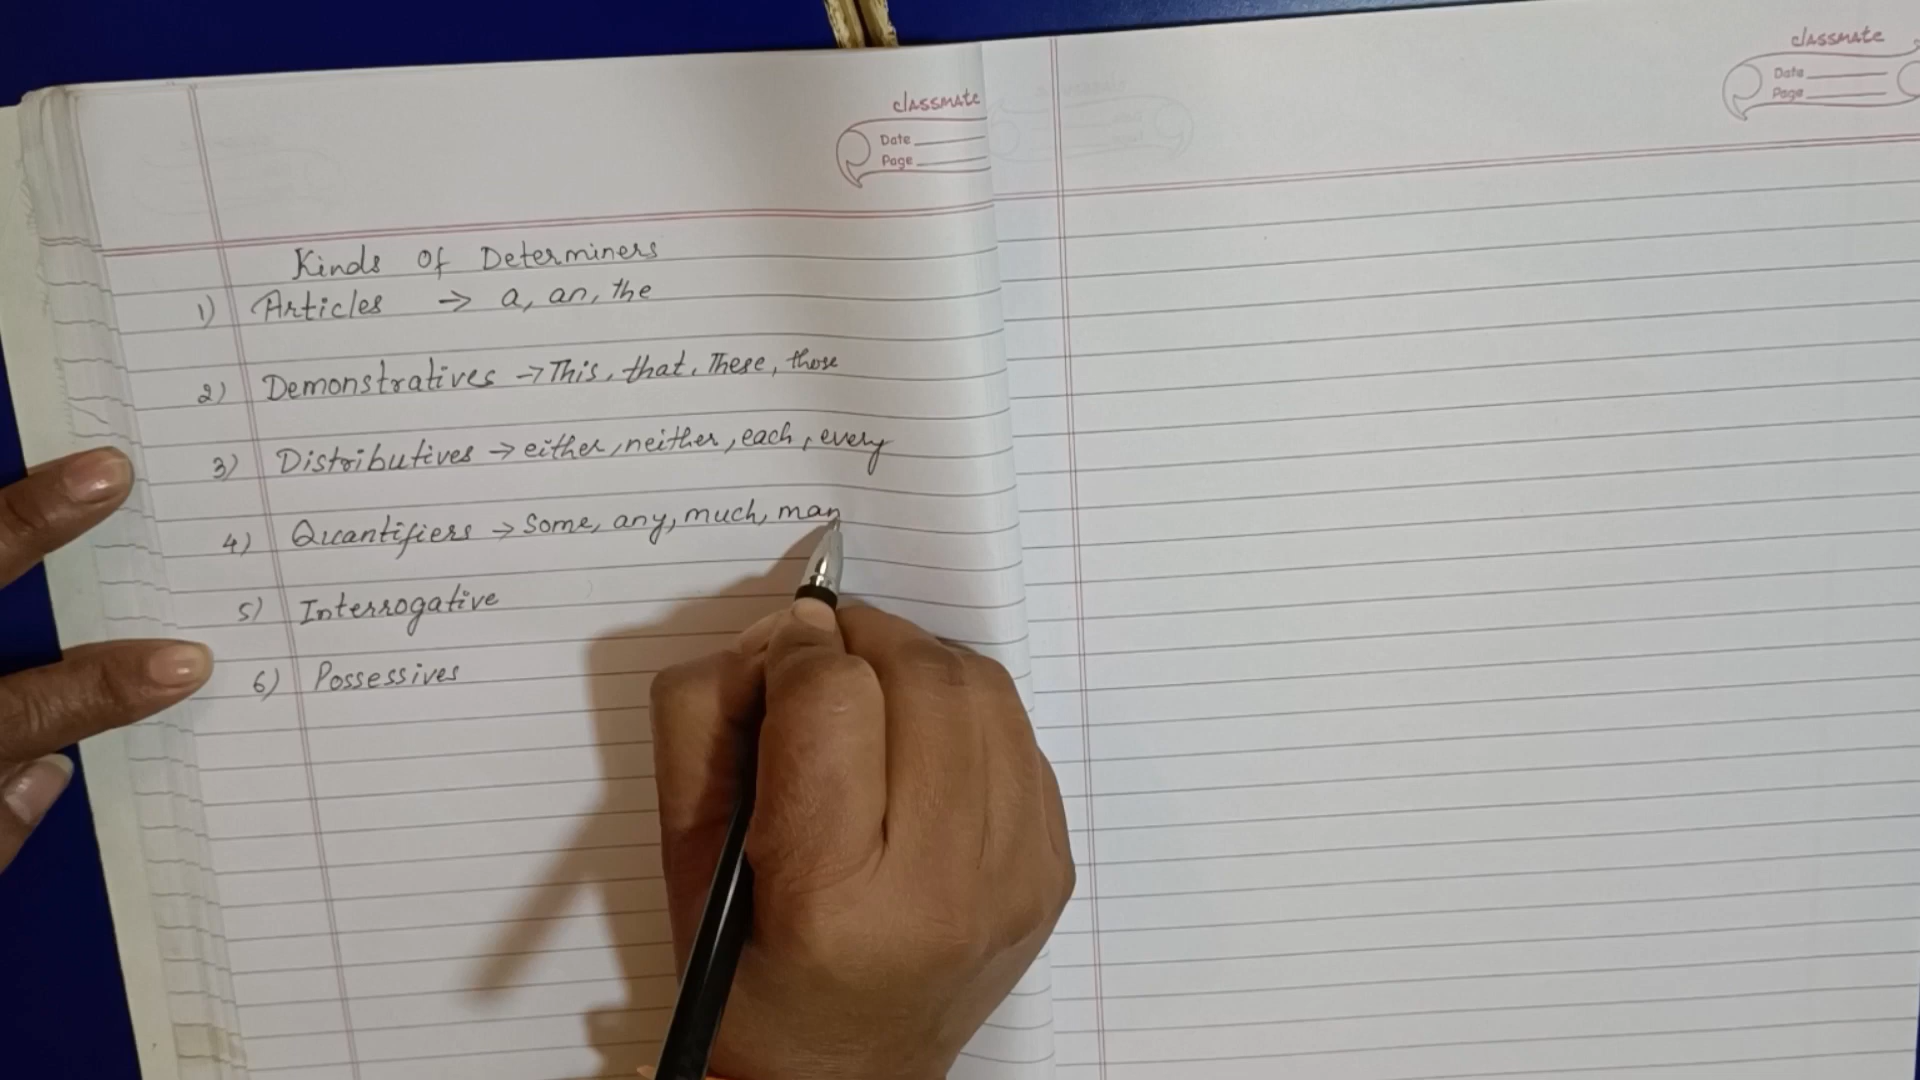 classmate
Date
Page
classmate
Date
Page
Kinds Of Determiners
1) Articles → a, an, the
2) Demonstratives → This, that, These, those
3) Distributives → either, neither, each, every
4) Quantifiers → Some, any, much, man
5) Interrogative
6) Possessives